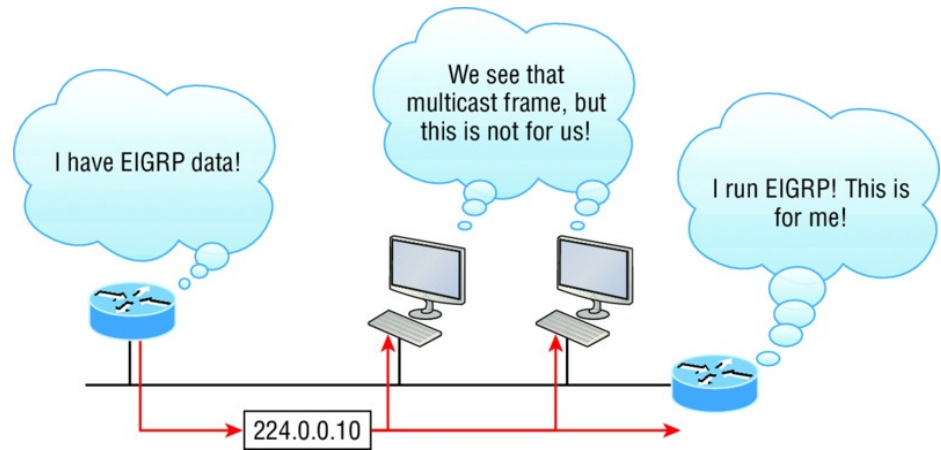 I have EIGRP data!
We see that
multicast frame, but
this is not for us!
I run EIGRP! This is
for me!
224.0.0.10